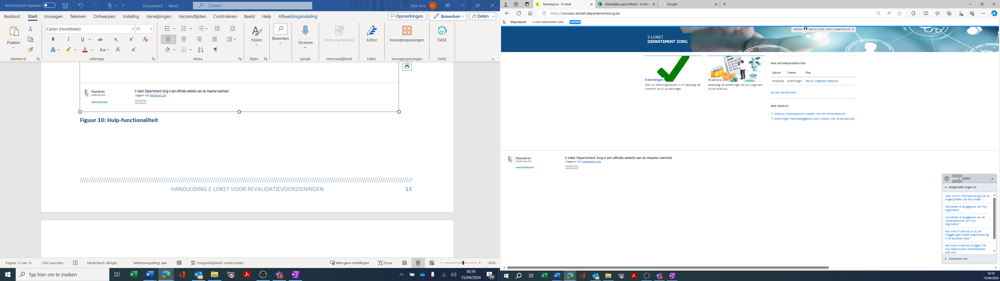 Automatisch opslaan
Document3 - Word
Zoeken
Leys Joris
LJ
Bestand Start Invoegen Tekenen Ontwerpen Indeling Verwijzingen Verzendlijsten Controleren Beeld Help Afbeeldingsindeling
Opmerkingen Bewerken Delen
Plakken
Calibri (Hoofdtekst) 11
Stijlen
Bewerken
Dicteren
Vertrouwelijkheid
Editor
Invoegtoepassingen
OASE
Klembord Lettertype Alinea Stijlen Spraak Vertrouwelijkheid Editor Invoegtoepassingen OASE
Vlaanderen
verbeelding werkt
E-loket Departement Zorg is een officiële website van de Vlaamse overheid
uitgegeven door Departement Zorg
DISCLAIMER
Figuur 10: Hulp-functionaliteit
HANDLEIDING E-LOKET VOOR REVALIDATIEVOORZIENINGEN 13
Pagina 13 van 14 1992 woorden Nederlands (België) Tekstvoorspelling: aan Toegankelijkheid: onderzoeken Weergave-instellingen Focus 160%
Typ hier om te zoeken
16:19
15/04/2024
26
Startpagina - E-loket
Geestelijke gezondheid - e-loket
Google
https://wwwacc.eloket.departementzorg.be
Vlaanderen
E-LOKET DEPARTEMENT ZORG
ACCEPTATIE
Helpdesk Beschut Wonen Vistha (vroegere Bewust)
E-LOKET
DEPARTEMENT ZORG
Erkenningen
Dien uw erkenningsdossiers in of raadpleeg het
overzicht van al uw aanvragen.
07
eCalcura
Raadpleeg de berekeningen die zijn uitgevoerd
binnen eCalcura.
MIJN ONTVANGEN BERICHTEN
Datum Thema Titel
18.08.2023 Erkenningen Test GV uitgebreid 18082023
Ga naar alle berichten
MIJN TAKEN (2)
eCalcura: Contactpersoon instellen voor het thema 'eCalcura'
Erkenningen: Personeelsgegevens 2021 indienen voor de periode 2021
Vlaanderen
verbeelding werkt
E-loket Departement Zorg is een officiële website van de Vlaamse overheid
uitgegeven door Departement Zorg
DISCLAIMER
HULP NODIG?
Veelgestelde vragen (6)
Waar vind ik informatie terug over de
mogelijkheden van het e-loket?
Hoe beheer ik de gegevens van mijn
organisatie?
Hoe beheer ik de gegevens van de
contactpersonen van mijn
organisatie?
Wat moet ik doen als er bij het
inloggen geen enkele zorgvoorziening
in de keuzelijst staat?
Wat moet ik doen als inloggen met
mijn elektronische identiteitskaart
niet lukt?
Contacteer ons
16:19
15/04/2024